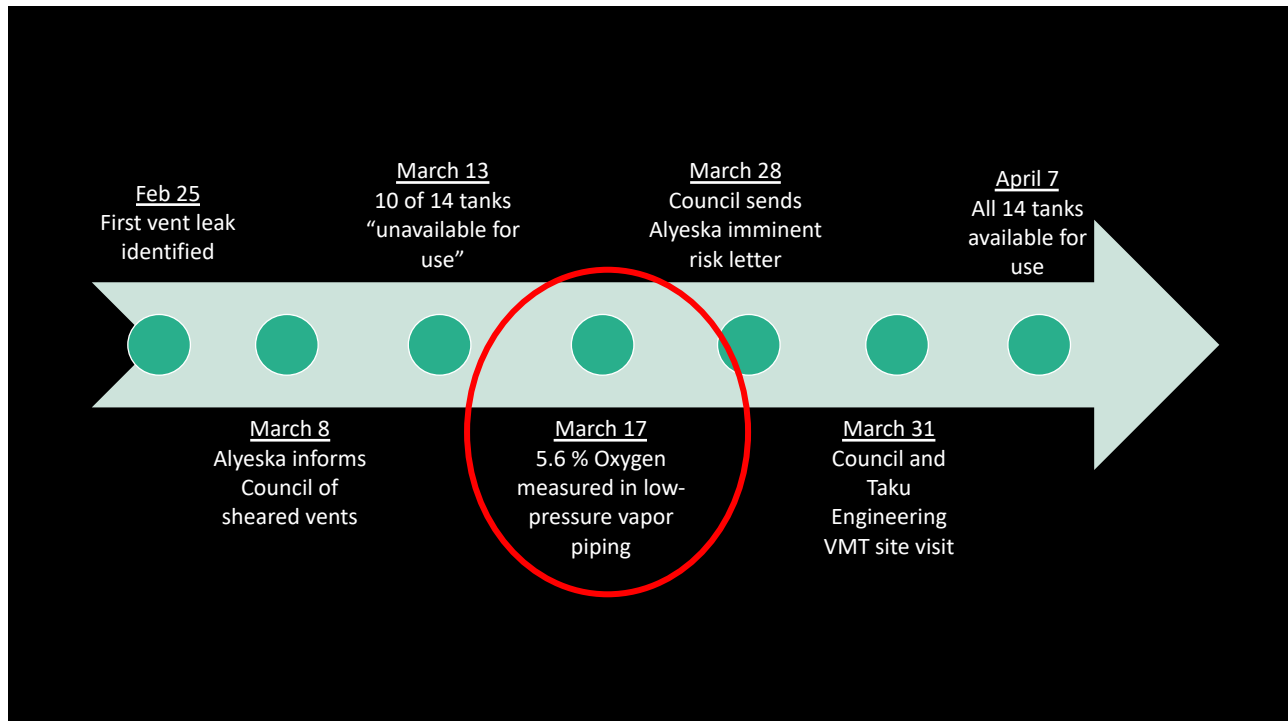 Feb 25
First vent leak
identified
March 8
Alyeska informs
Council of
sheared vents
March 13
10 of 14 tanks
“unavailable for
use”
March 17
5.6 % Oxygen
measured in low-
pressure vapor
piping
March 28
Council sends
Alyeska imminent
risk letter
March 31
Council and
Taku
Engineering
VMT site visit
April 7
All 14 tanks
available for
use